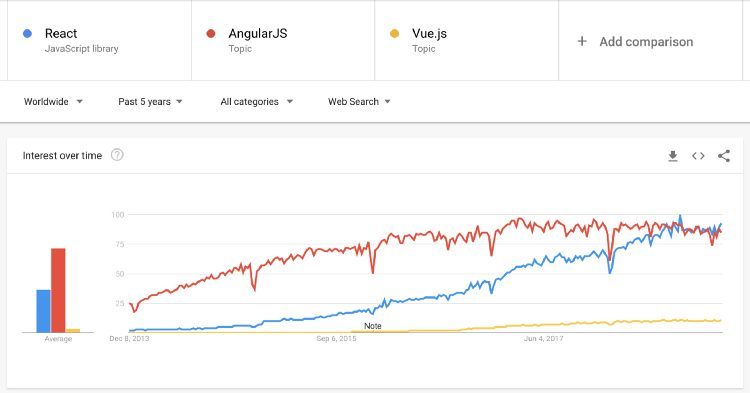 React
JavaScript library
AngularJS
Topic
Vue.js
Topic
+ Add comparison
Worldwide
Past 5 years
All categories
Web Search
Interest over time
?
100
75
50
25
Average
Note
Dec 8, 2013
Sep 6, 2015
Jun 4, 2017